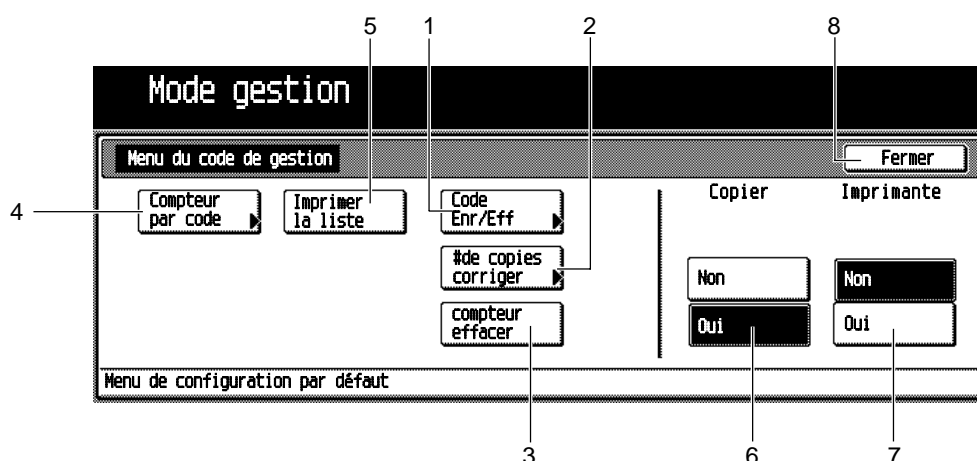 5 1 2 8
Mode gestion
Menu du code de gestion
Fermer
4
Compteur
par code
Imprimer
la liste
Code
Enr/Eff
#de copies
corriger
compteur
effacer
Copier
Imprimante
Non
Oui
Non
Oui
Menu de configuration par défaut
3 6 7